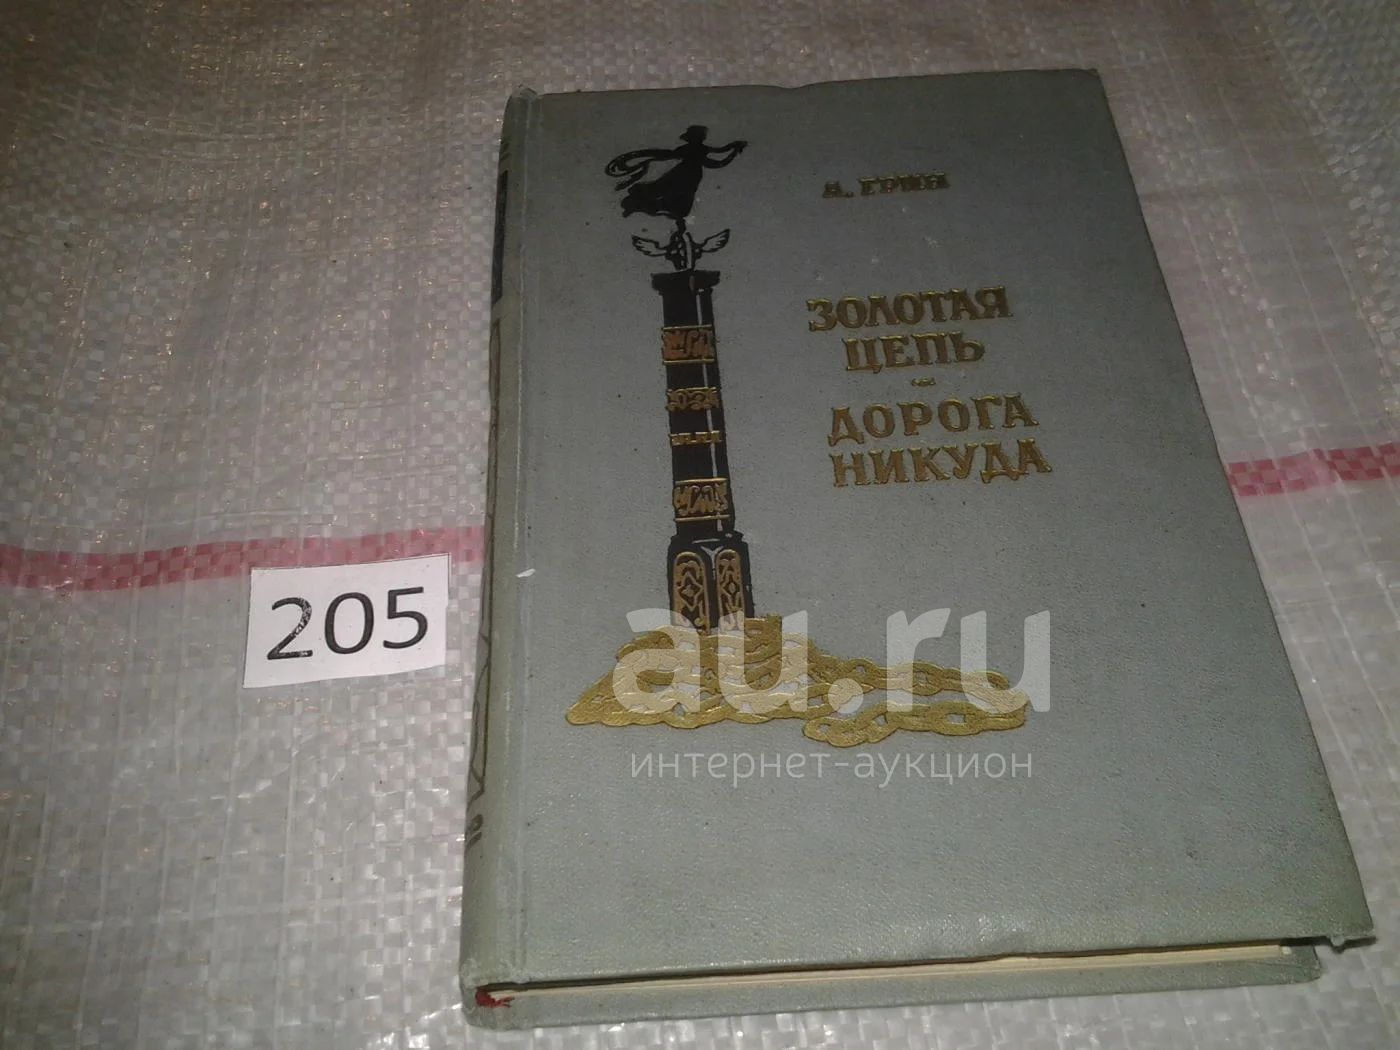 А. ГРИН
ЗОЛОТАЯ
ЦЕПЬ
ДОРОГА
НИКУДА
205
au.ru
интернет-аукцион